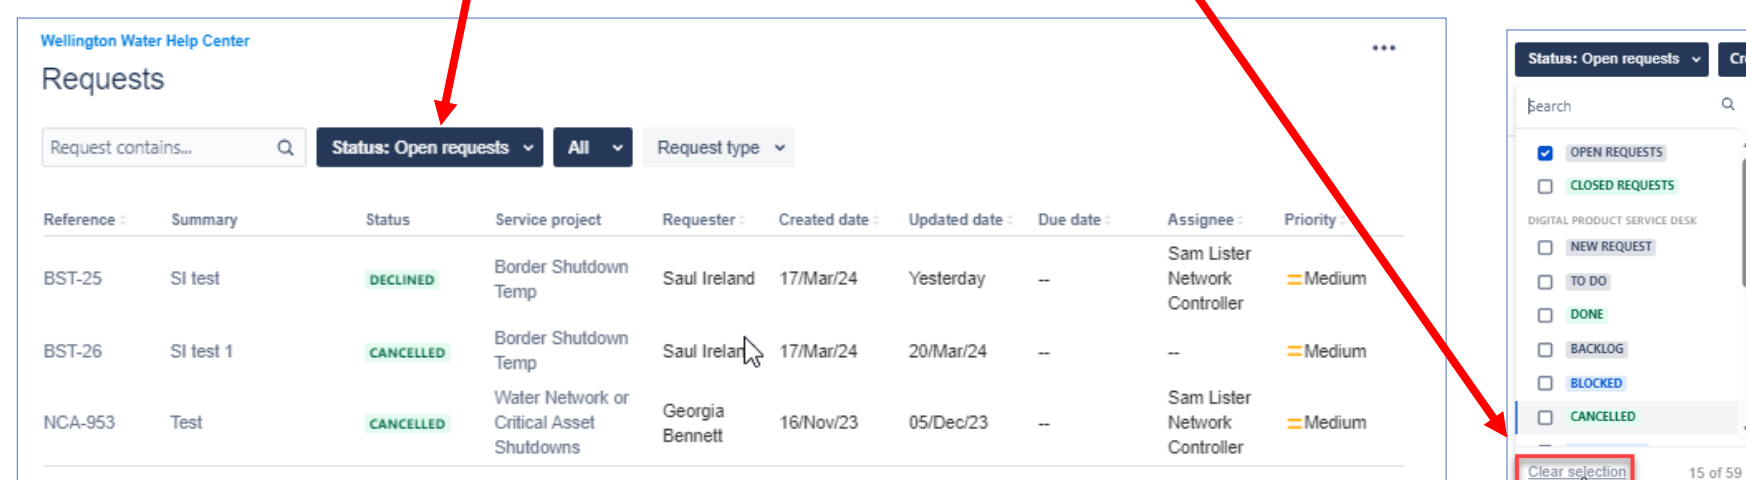 Wellington Water Help Center
Requests
Request contains... Status: Open requests All Request type
Reference Summary Status Service project Requester Created date Updated date Due date Assignee Priority
BST-25 SI test DECLINED Border Shutdown Temp Saul Ireland 17/Mar/24 Yesterday -- Sam Lister Network Controller Medium
BST-26 SI test 1 CANCELLED Border Shutdown Temp Saul Irelan 17/Mar/24 20/Mar/24 -- -- Medium
NCA-953 Test CANCELLED Water Network or Critical Asset Shutdowns Georgia Bennett 16/Nov/23 05/Dec/23 -- Sam Lister Network Controller Medium
Status: Open requests
Search
OPEN REQUESTS
CLOSED REQUESTS
DIGITAL PRODUCT SERVICE DESK
NEW REQUEST
TO DO
DONE
BACKLOG
BLOCKED
CANCELLED
Clear selection 15 of 59